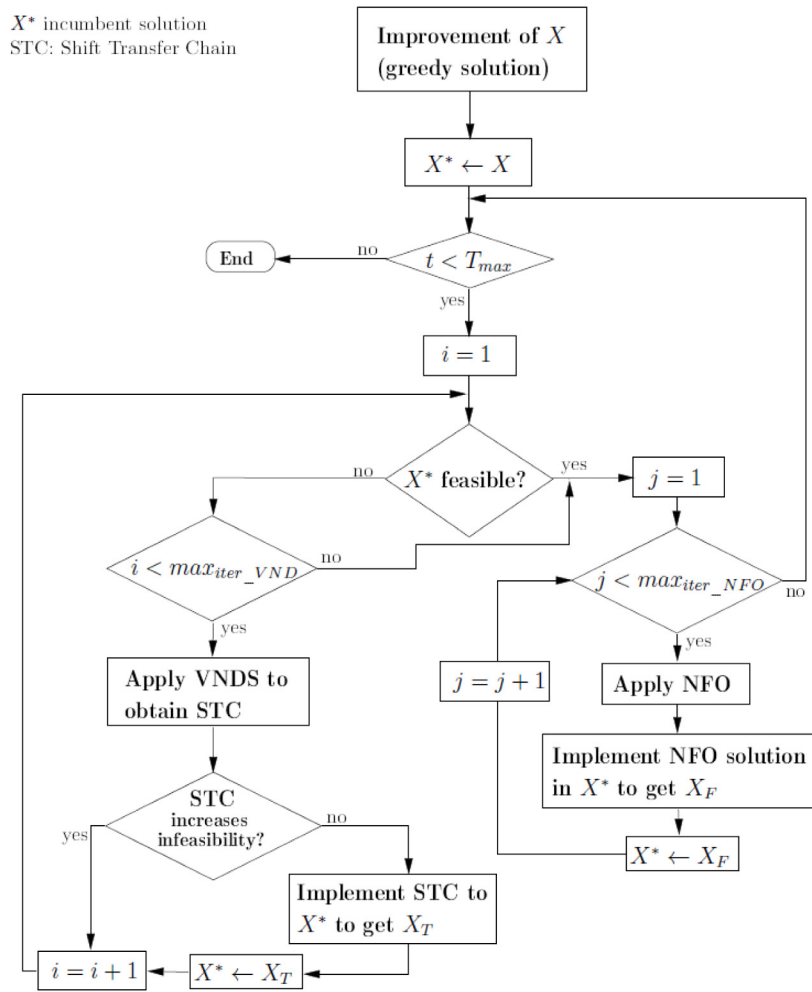 X* incumbent solution
STC: Shift Transfer Chain
Improvement of X
(greedy solution)
X* ← X
t < T_max
no
End
yes
i = 1
X* feasible?
no
yes
j = 1
i < max_iter_VND
no
j < max_iter_NFO
no
yes
yes
Apply VNDS to
obtain STC
j = j + 1
Apply NFO
Implement NFO solution
in X* to get X_F
STC
increases
infeasibility?
yes
no
X* ← X_F
Implement STC to
X* to get X_T
i = i + 1
X* ← X_T